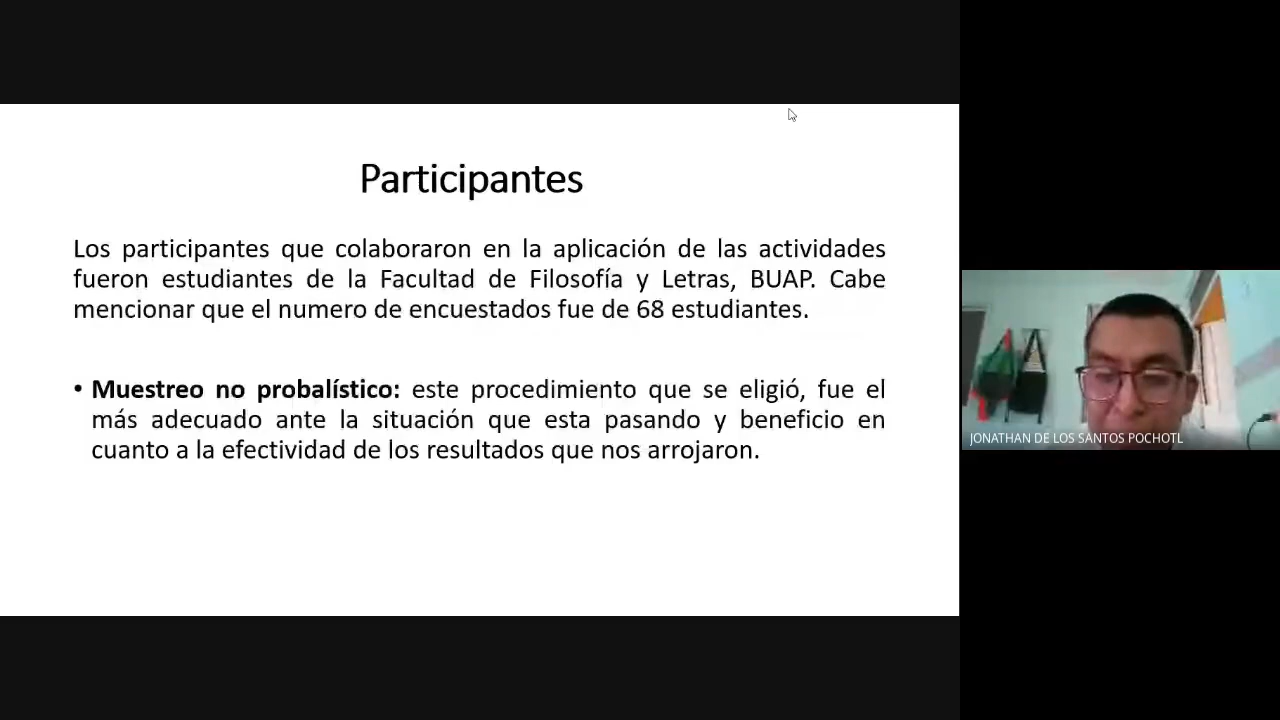 Participantes
Los participantes que colaboraron en la aplicación de las actividades
fueron estudiantes de la Facultad de Filosofía y Letras, BUAP. Cabe
mencionar que el numero de encuestados fue de 68 estudiantes.
• Muestreo no probalístico: este procedimiento que se eligió, fue el
más adecuado ante la situación que esta pasando y beneficio en
cuanto a la efectividad de los resultados que nos arrojaron.
JONATHAN DE LOS SANTOS POCHOTL